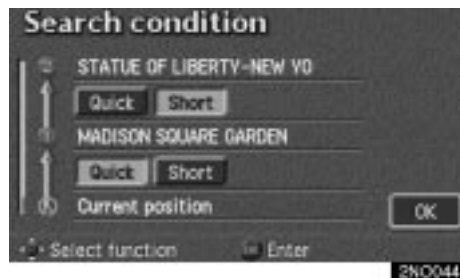 Search condition
STATUE OF LIBERTY-NEW YO
Quick Short
MADISON SQUARE GARDEN
Quick Short
Current position
OK
Select function Enter
2NO044